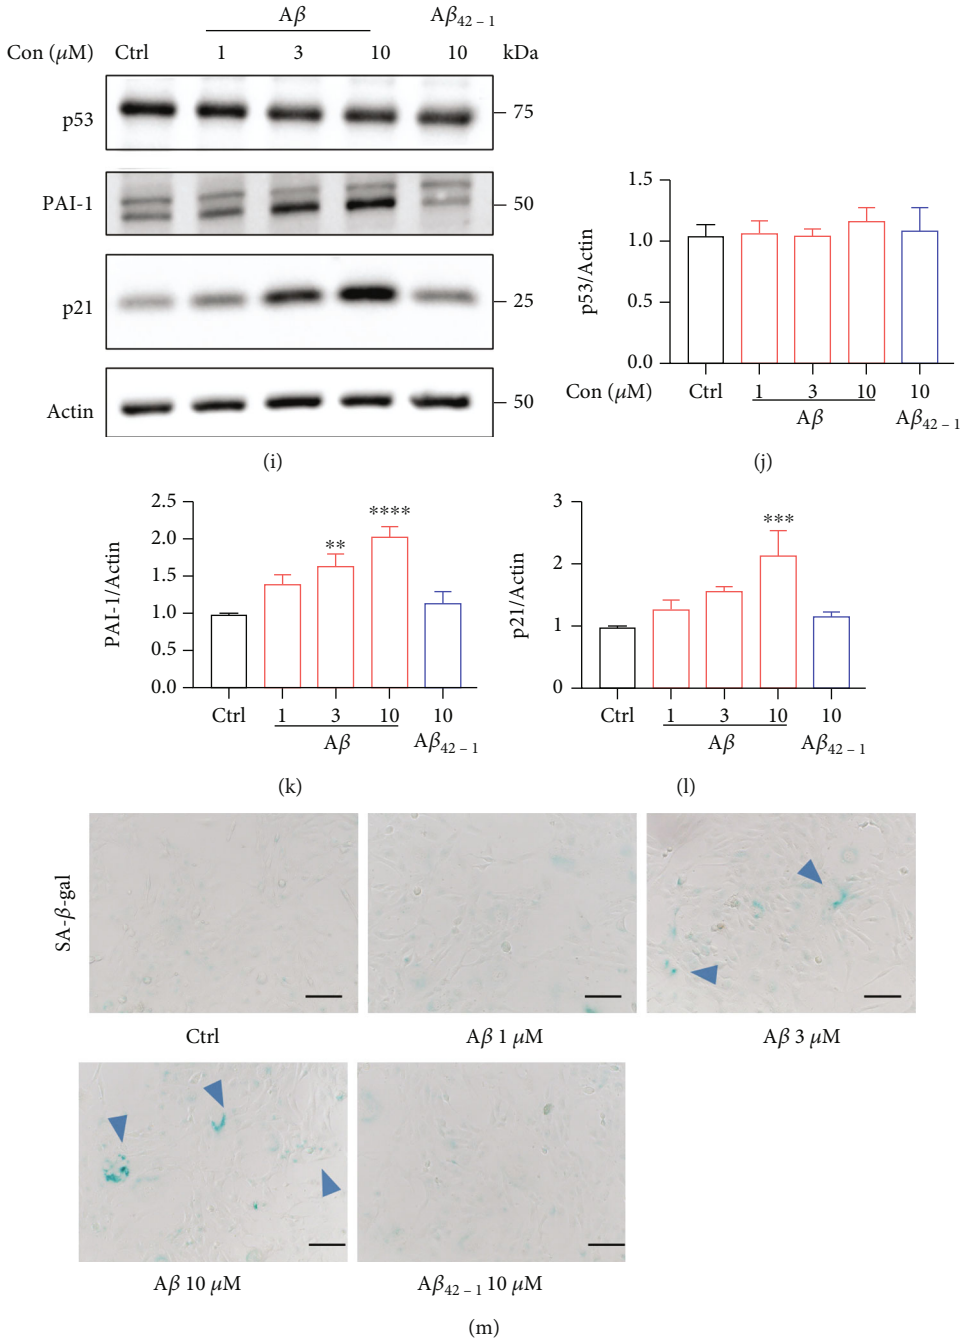 Aβ Aβ42 – 1
Con (μM) Ctrl 1 3 10 10 kDa
p53 75
PAI-1 50
p21 25
Actin 50
(i)
1.5
1.0
0.5
0.0
p53/Actin
Con (μM) Ctrl 1 3 10 10
Aβ Aβ42 – 1
(j)
2.5
2.0
1.5
1.0
0.5
0.0
PAI-1/Actin
** ****
Ctrl 1 3 10 10
Aβ Aβ42 – 1
(k)
3
2
1
0
p21/Actin
***
Ctrl 1 3 10 10
Aβ Aβ42 – 1
(l)
SA-β-gal
Ctrl Aβ 1 μM Aβ 3 μM
Aβ 10 μM Aβ42 – 1 10 μM
(m)